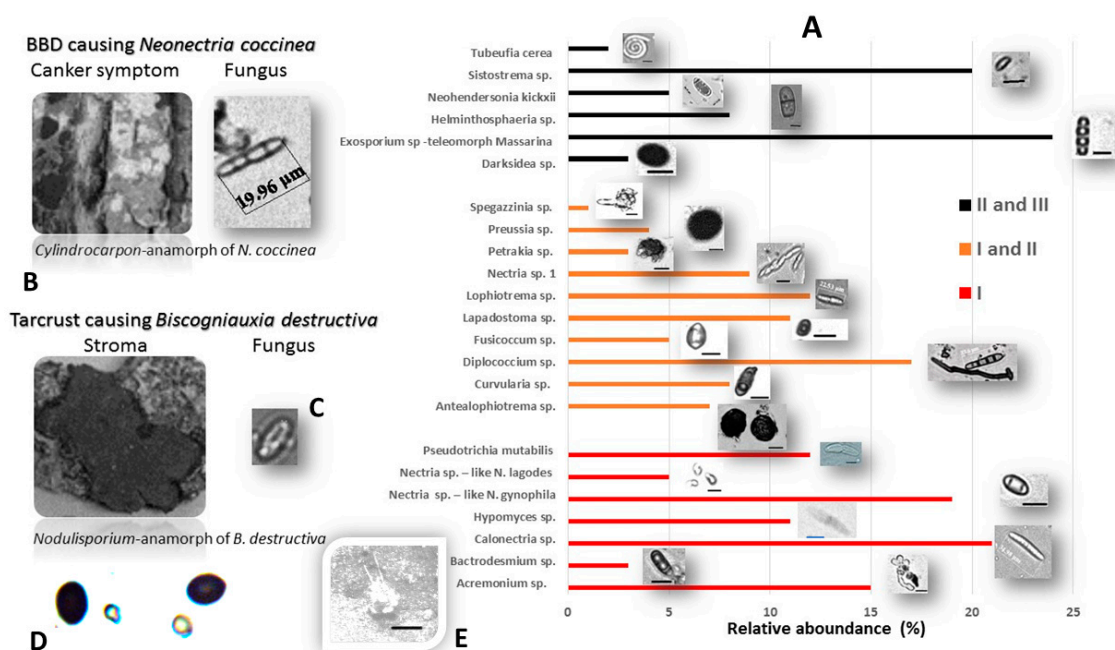 BBD causing Neonectria coccinea
Canker symptom
Fungus
19.96 µm
Cylindrocarpon-anamorph of N. coccinea
B
Tarcrust causing Biscogniauxia destructiva
Stroma
Fungus
C
Nodulisporium-anamorph of B. destructiva
D
E
A
Tubeufia cerea
Sistostrema sp.
Neohendersonia kickxii
Helminthosphaeria sp.
Exosporium sp -teleomorph Massarina
Darksidea sp.
Spegazzinia sp.
Preussia sp.
Petrakia sp.
Nectria sp. 1
Lophiotrema sp.
Lapadostoma sp.
Fusicoccum sp.
Diplococcium sp.
Curvularia sp.
Antealophiotrema sp.
Pseudotrichia mutabilis
Nectria sp. – like N. lagodes
Nectria sp. – like N. gynophila
Hypomyces sp.
Calonectria sp.
Bactrodesmium sp.
Acremonium sp.
II and III
I and II
I
0 5 10 15 20 25
Relative aboundance (%)